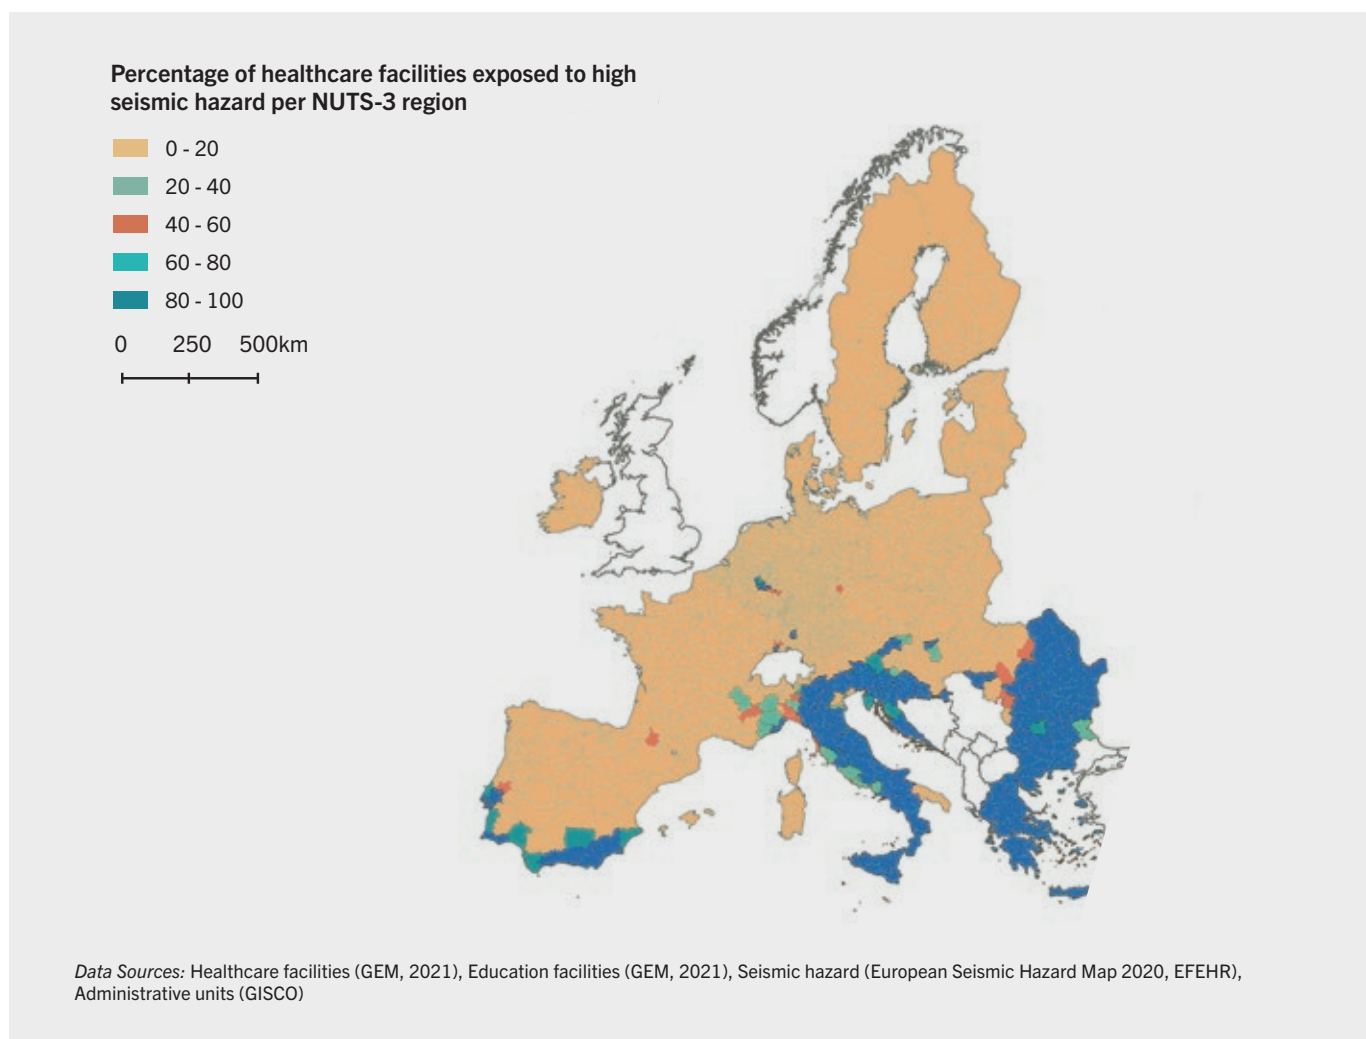 Percentage of healthcare facilities exposed to high
seismic hazard per NUTS-3 region
0 - 20
20 - 40
40 - 60
60 - 80
80 - 100
0 250 500km
Data Sources: Healthcare facilities (GEM, 2021), Education facilities (GEM, 2021), Seismic hazard (European Seismic Hazard Map 2020, EFEHR),
Administrative units (GISCO)